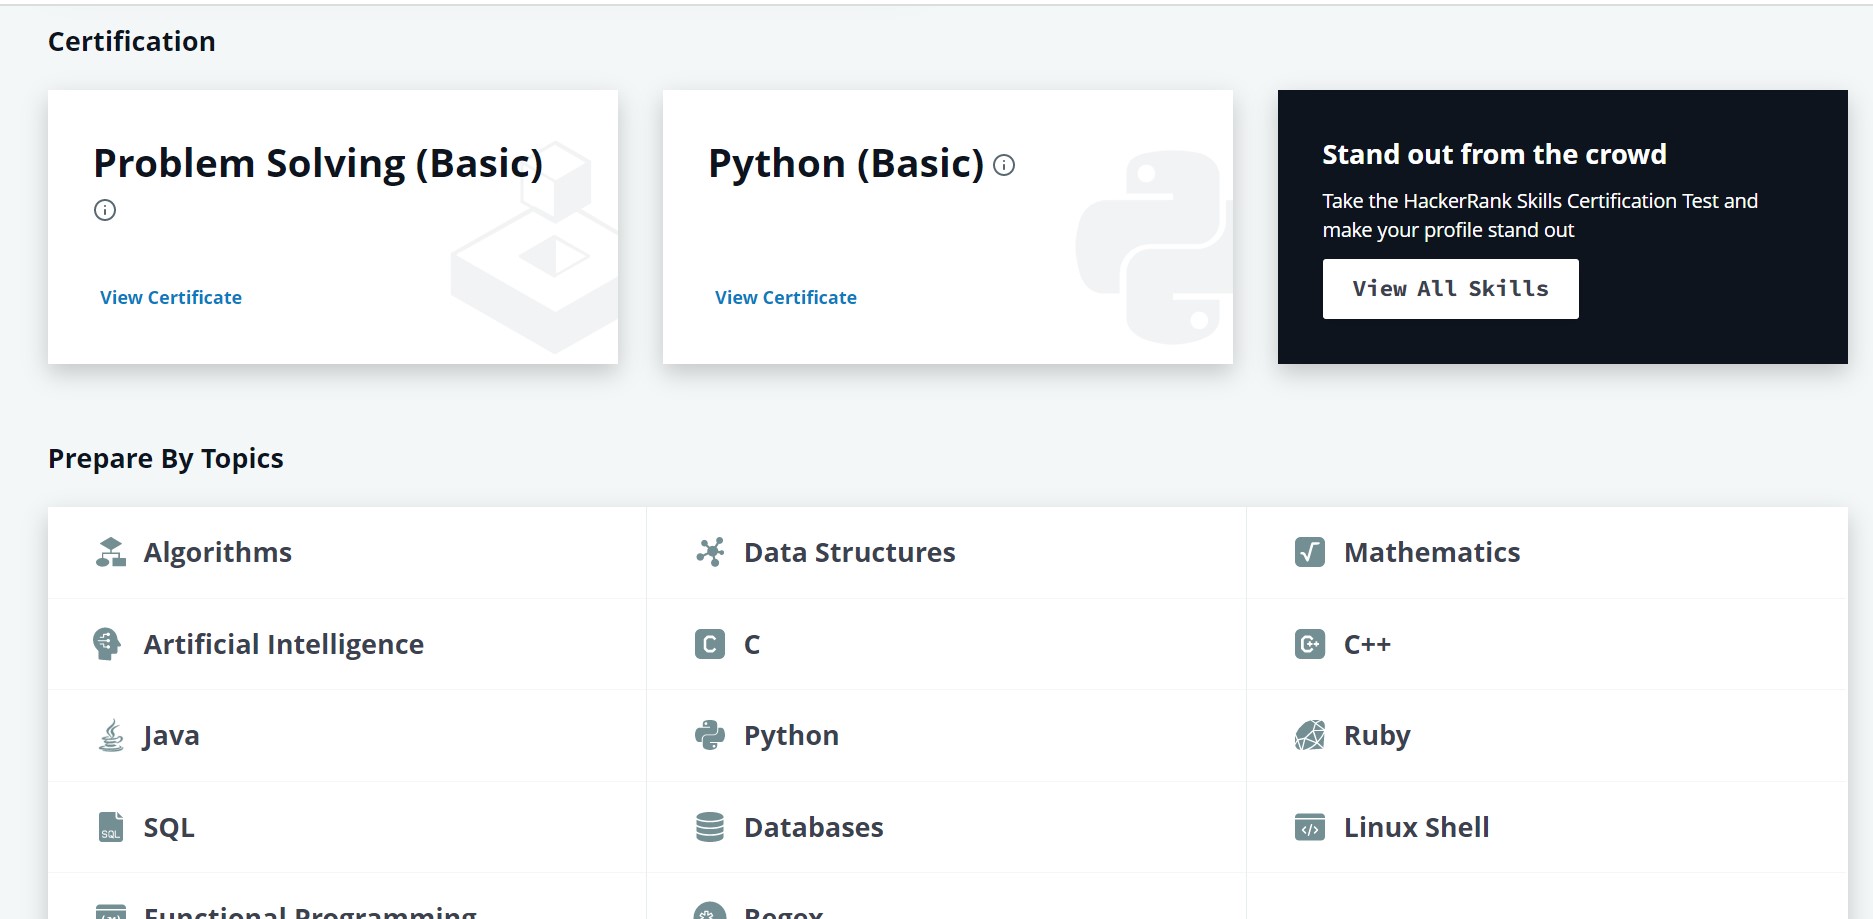 Certification
Problem Solving (Basic)
View Certificate
Python (Basic)
View Certificate
Stand out from the crowd
Take the HackerRank Skills Certification Test and
make your profile stand out
View All Skills
Prepare By Topics
Algorithms
Data Structures
Mathematics
Artificial Intelligence
C
C
C++
C++
Java
Python
Ruby
SQL
SQL
Databases
</>
Linux Shell
Functional Programming
Regex